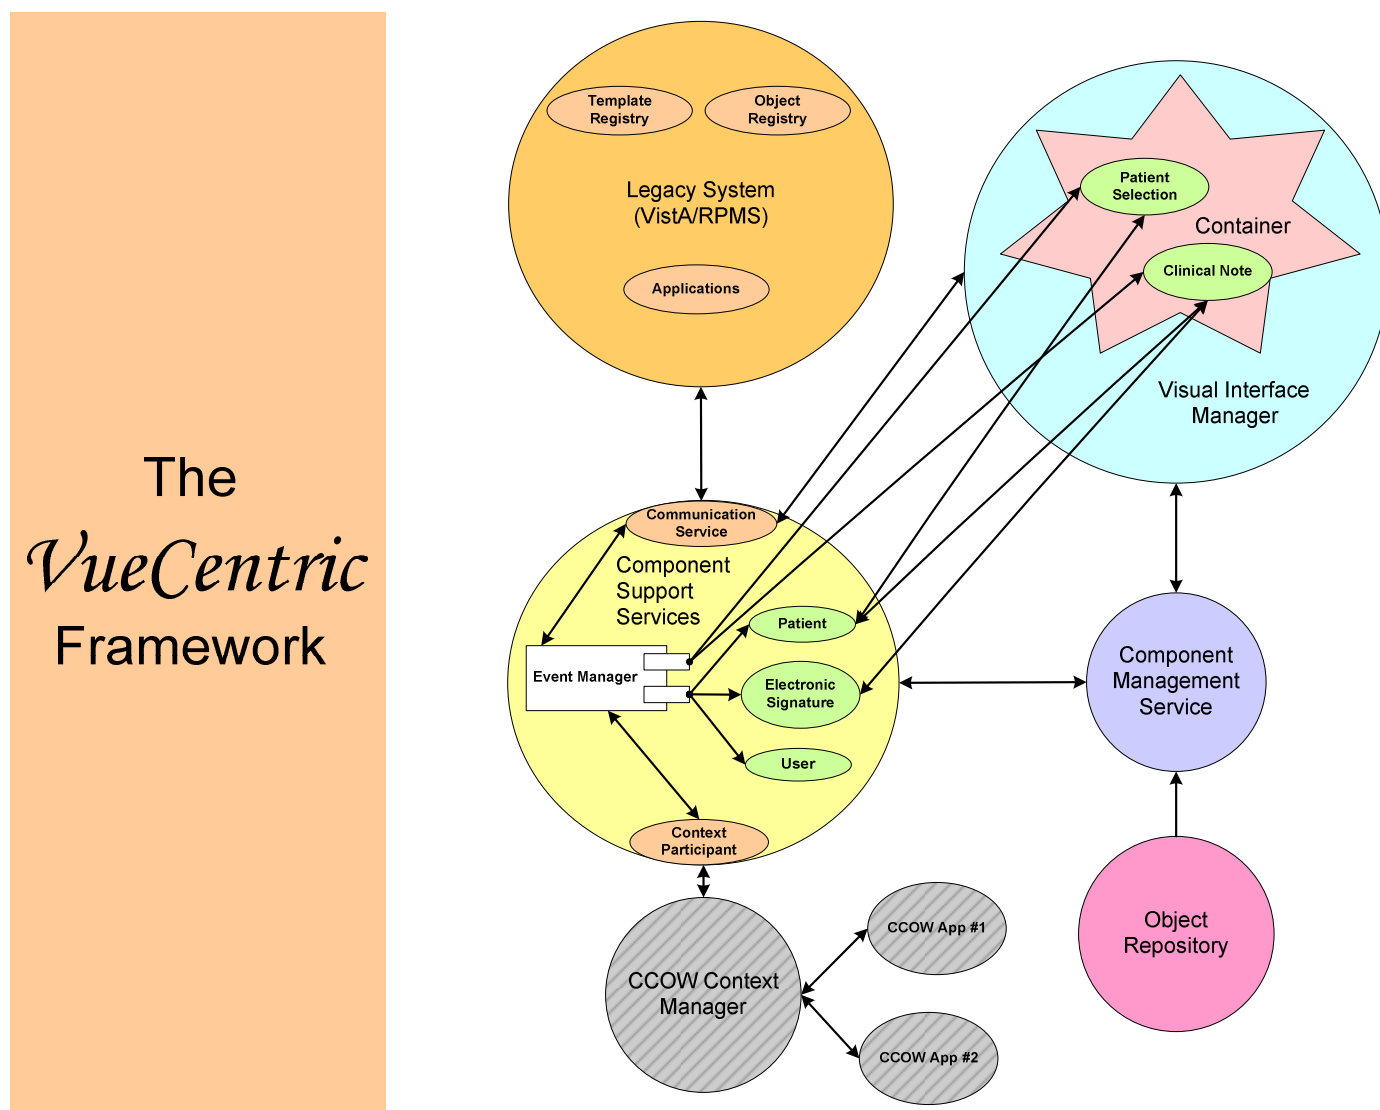 The
VueCentric
Framework
Template
Registry
Object
Registry
Legacy System
(VistA/RPMS)
Applications
Patient
Selection
Container
Clinical Note
Visual Interface
Manager
Communication
Service
Component
Support
Services
Event Manager
Patient
Electronic
Signature
User
Context
Participant
Component
Management
Service
Object
Repository
CCOW Context
Manager
CCOW App #1
CCOW App #2